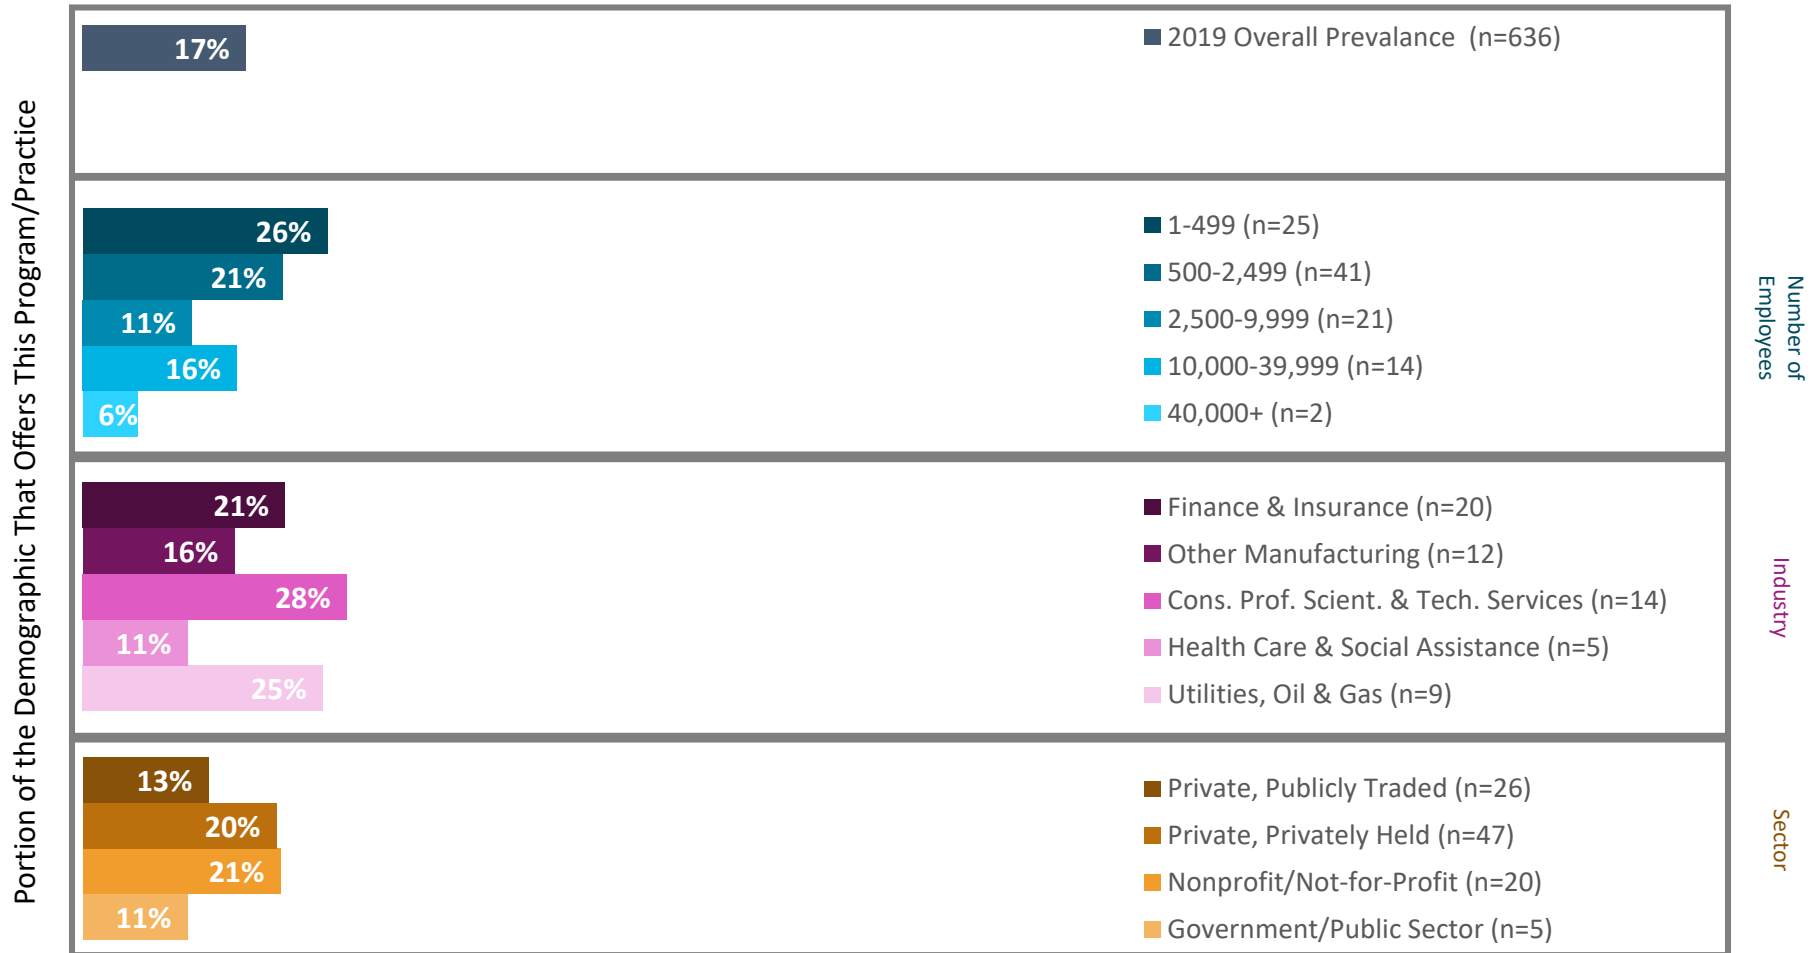 Portion of the Demographic That Offers This Program/Practice
17%
2019 Overall Prevalance (n=636)
26%
21%
11%
16%
6%
1-499 (n=25)
500-2,499 (n=41)
2,500-9,999 (n=21)
10,000-39,999 (n=14)
40,000+ (n=2)
Number of
Employees
21%
16%
28%
11%
25%
Finance & Insurance (n=20)
Other Manufacturing (n=12)
Cons. Prof. Scient. & Tech. Services (n=14)
Health Care & Social Assistance (n=5)
Utilities, Oil & Gas (n=9)
Industry
13%
20%
21%
11%
Private, Publicly Traded (n=26)
Private, Privately Held (n=47)
Nonprofit/Not-for-Profit (n=20)
Government/Public Sector (n=5)
Sector